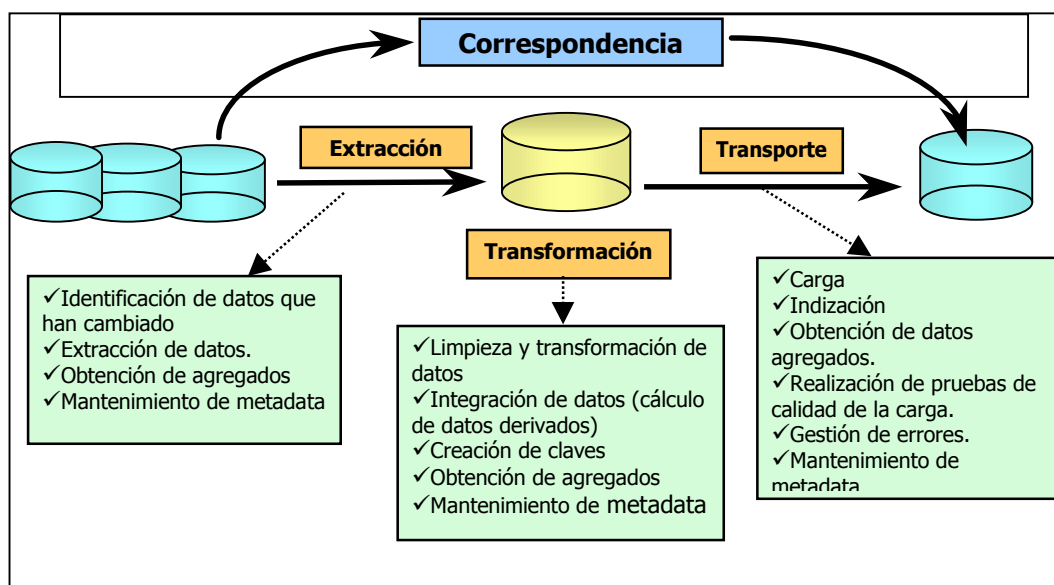 Correspondencia
Extracción
Transporte
Transformación
✓Identificación de datos que
han cambiado
✓Extracción de datos.
✓Obtención de agregados
✓Mantenimiento de metadata
✓Limpieza y transformación de
datos
✓Integración de datos (cálculo
de datos derivados)
✓Creación de claves
✓Obtención de agregados
✓Mantenimiento de metadata
✓Carga
✓Indización
✓Obtención de datos
agregados.
✓Realización de pruebas de
calidad de la carga.
✓Gestión de errores.
✓Mantenimiento de
metadata